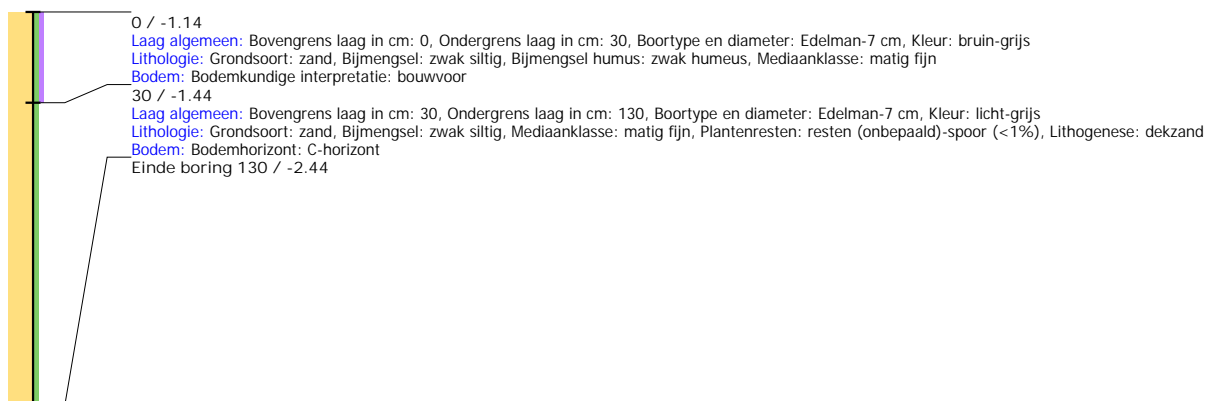 0 / -1.14
Laag algemeen: Bovengrens laag in cm: 0, Ondergrens laag in cm: 30, Boortype en diameter: Edelman-7 cm, Kleur: bruin-grijs
Lithologie: Grondsoort: zand, Bijmengsel: zwak siltig, Bijmengsel humus: zwak humeus, Mediaanklasse: matig fijn
Bodem: Bodemkundige interpretatie: bouwvoor
30 / -1.44
Laag algemeen: Bovengrens laag in cm: 30, Ondergrens laag in cm: 130, Boortype en diameter: Edelman-7 cm, Kleur: licht-grijs
Lithologie: Grondsoort: zand, Bijmengsel: zwak siltig, Mediaanklasse: matig fijn, Plantenresten: resten (onbepaald)-spoor (<1%), Lithogenese: dekzand
Bodem: Bodemhorizont: C-horizont
Einde boring 130 / -2.44